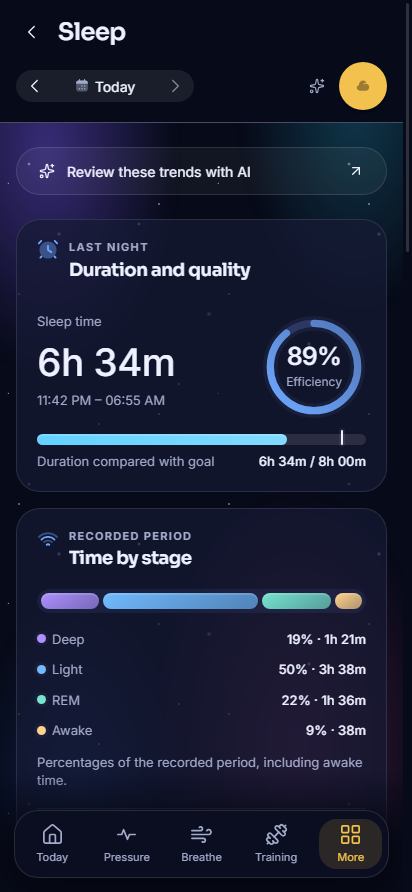 Sleep
Today
Review these trends with AI
LAST NIGHT
Duration and quality
Sleep time
6h 34m
11:42 PM – 06:55 AM
89%
Efficiency
Duration compared with goal 6h 34m / 8h 00m
RECORDED PERIOD
Time by stage
Deep 19% · 1h 21m
Light 50% · 3h 38m
REM 22% · 1h 36m
Awake 9% · 38m
Percentages of the recorded period, including awake
time.
Today Pressure Breathe Training More